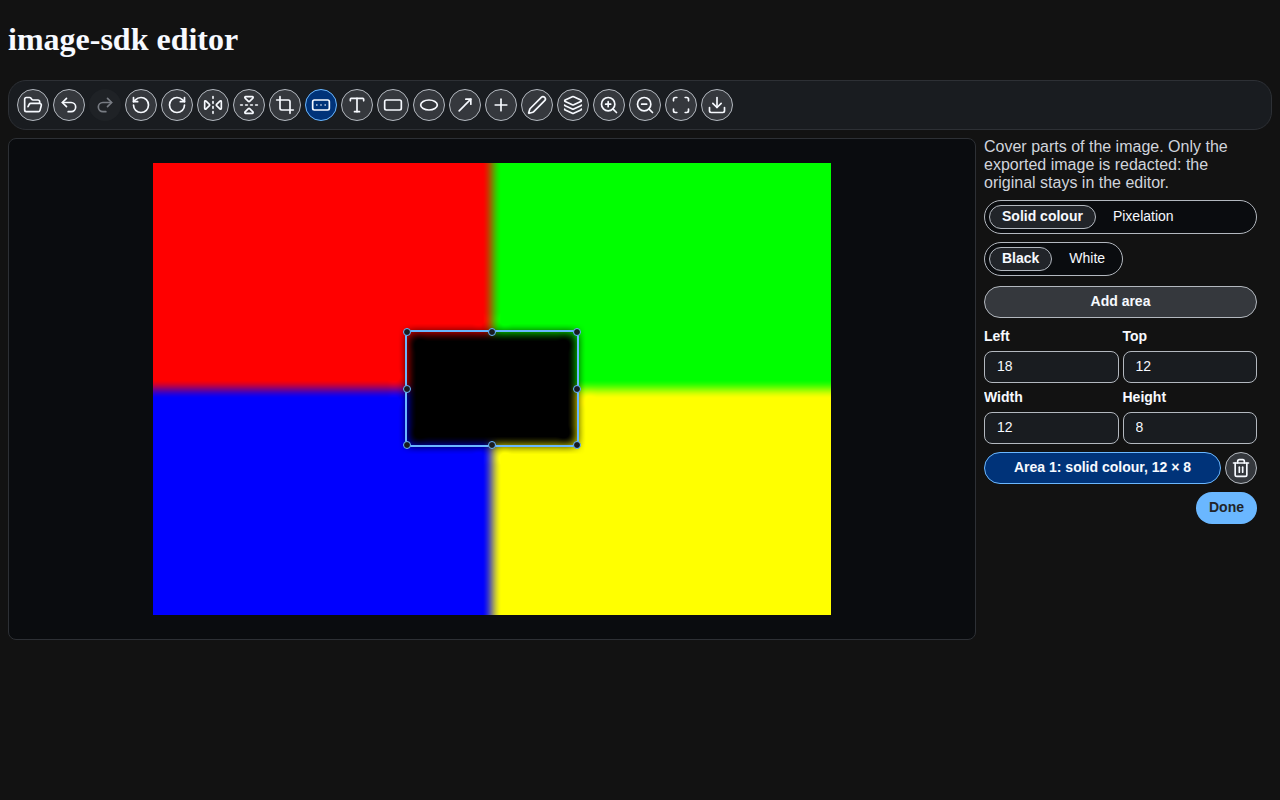 image-sdk editor
Cover parts of the image. Only the
exported image is redacted: the
original stays in the editor.
Solid colour Pixelation
Black White
Add area
Left Top
18 12
Width Height
12 8
Area 1: solid colour, 12 × 8
Done